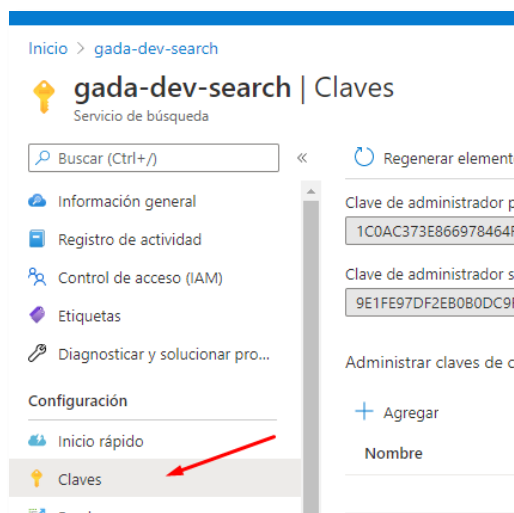 Inicio > gada-dev-search
gada-dev-search | Claves
Servicio de búsqueda
Buscar (Ctrl+/)
Información general
Registro de actividad
Control de acceso (IAM)
Etiquetas
Diagnosticar y solucionar pro...
Configuración
Inicio rápido
Claves
Regenerar element
Clave de administrador p
1C0AC373E866978464F
Clave de administrador s
9E1FE97DF2EB0B0DC9
Administrar claves de c
+ Agregar
Nombre